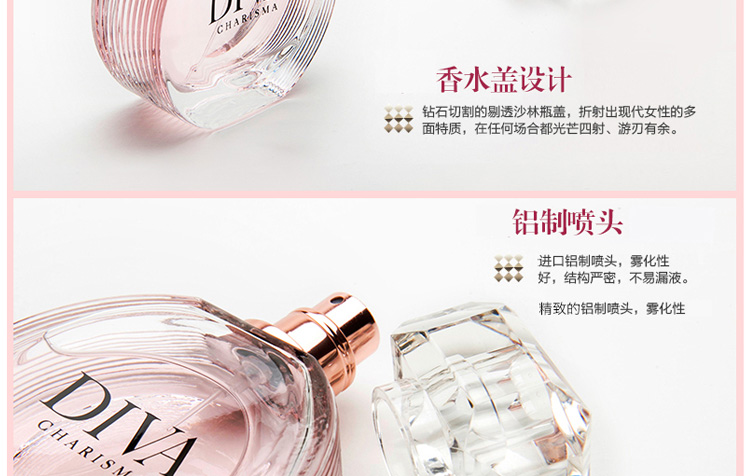 DIVA
CHARISMA
香水盖设计
钻石切割的剔透沙林瓶盖，折射出现代女性的多
面特质，在任何场合都光芒四射、游刃有余。
铝制喷头
进口铝制喷头，雾化性
好，结构严密，不易漏液。
精致的铝制喷头，雾化性
DIVA
CHARISMA